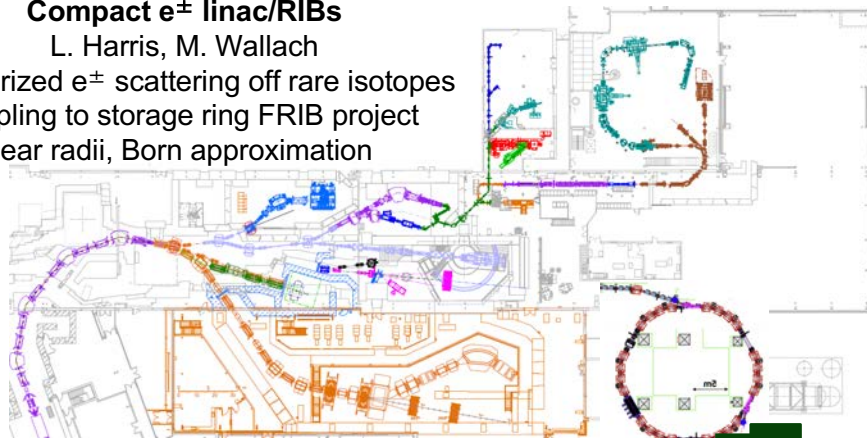 Compact e± linac/RIBs
L. Harris, M. Wallach
rized e± scattering off rare isotopes
pling to storage ring FRIB project
ear radii, Born approximation
5m